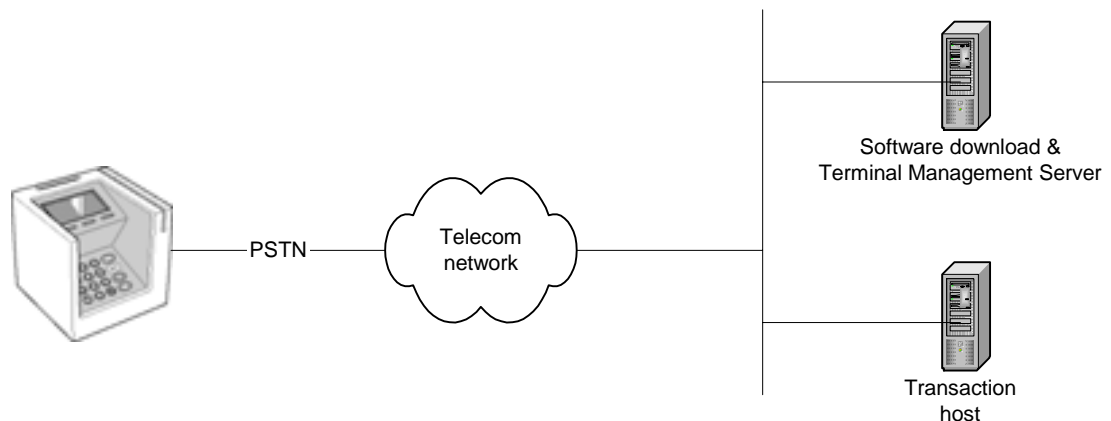 Software download &
Terminal Management Server
PSTN
Telecom
network
Transaction
host